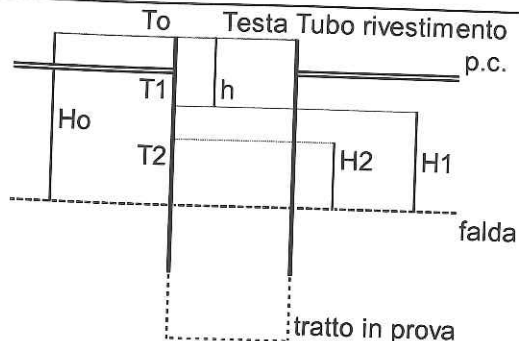 To Testa Tubo rivestimento
p.c.
T1 h
Ho
T2 H2 H1
falda
tratto in prova